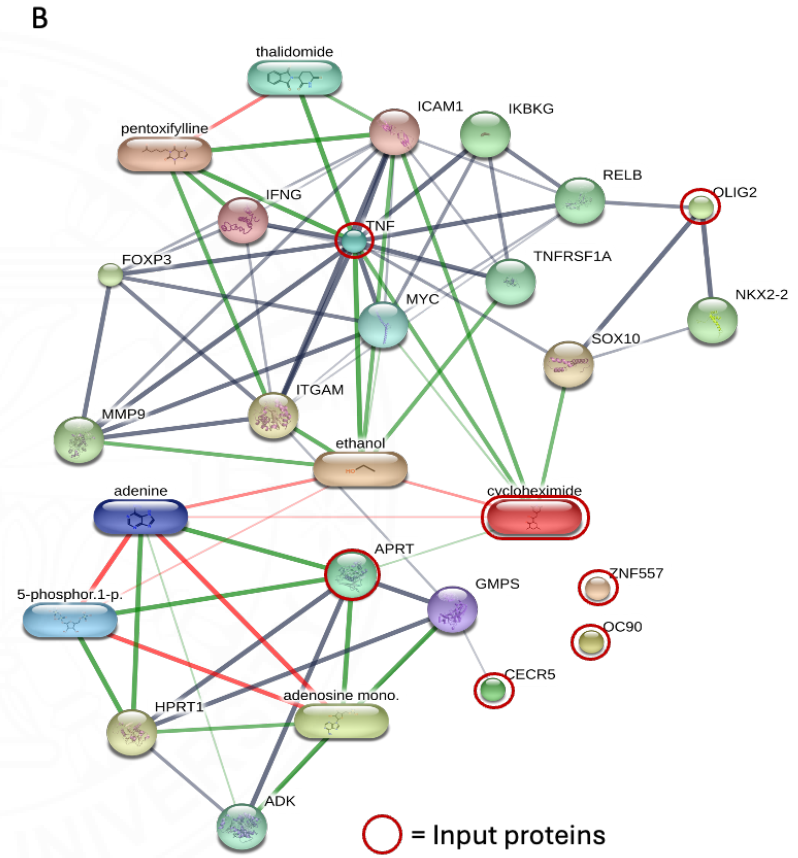 B
thalidomide
ICAM1
IKBKG
pentoxifylline
RELB
OLIG2
IFNG
TNF
FOXP3
TNFRSF1A
MYC
NKX2-2
SOX10
ITGAM
MMP9
ethanol
HO
adenine
cycloheximide
APRT
ZNF557
GMPS
5-phosphor.1-p.
OC90
CECR5
adenosine mono.
HPRT1
ADK
= Input proteins